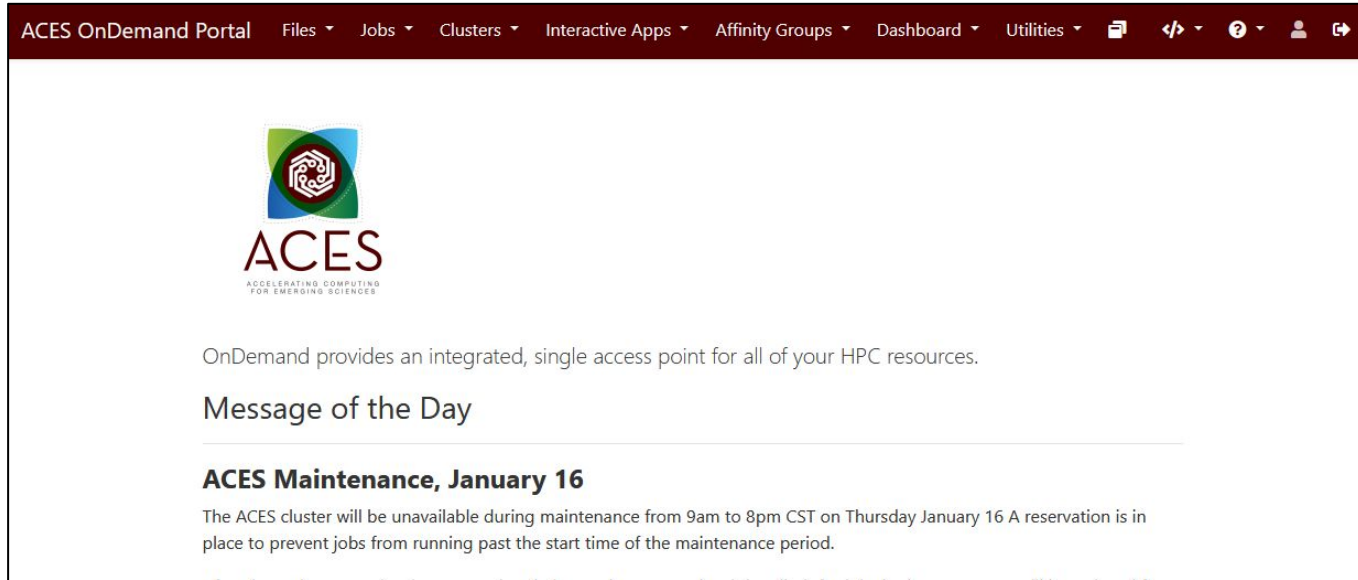 ACES OnDemand Portal Files Jobs Clusters Interactive Apps Affinity Groups Dashboard Utilities </> ?
ACES
ACCELERATING COMPUTING
FOR EMERGING SCIENCES
OnDemand provides an integrated, single access point for all of your HPC resources.
Message of the Day
ACES Maintenance, January 16
The ACES cluster will be unavailable during maintenance from 9am to 8pm CST on Thursday January 16 A reservation is in
place to prevent jobs from running past the start time of the maintenance period.